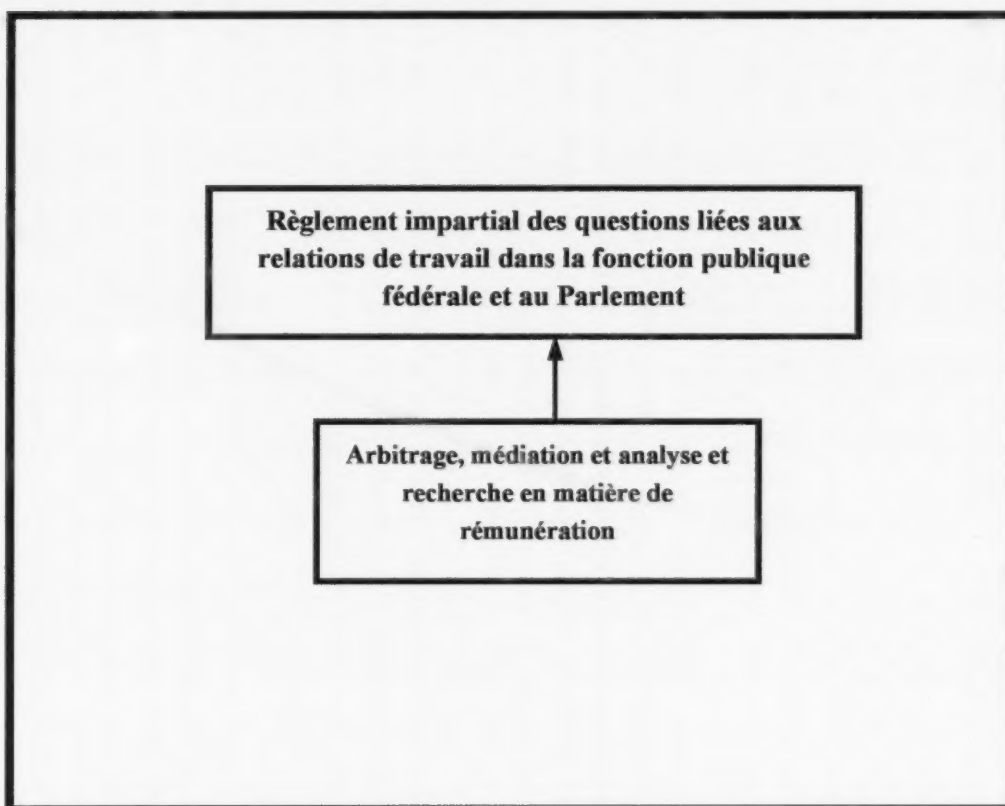 Règlement impartial des questions liées aux
relations de travail dans la fonction publique
fédérale et au Parlement
Arbitrage, médiation et analyse et
recherche en matière de
rémunération